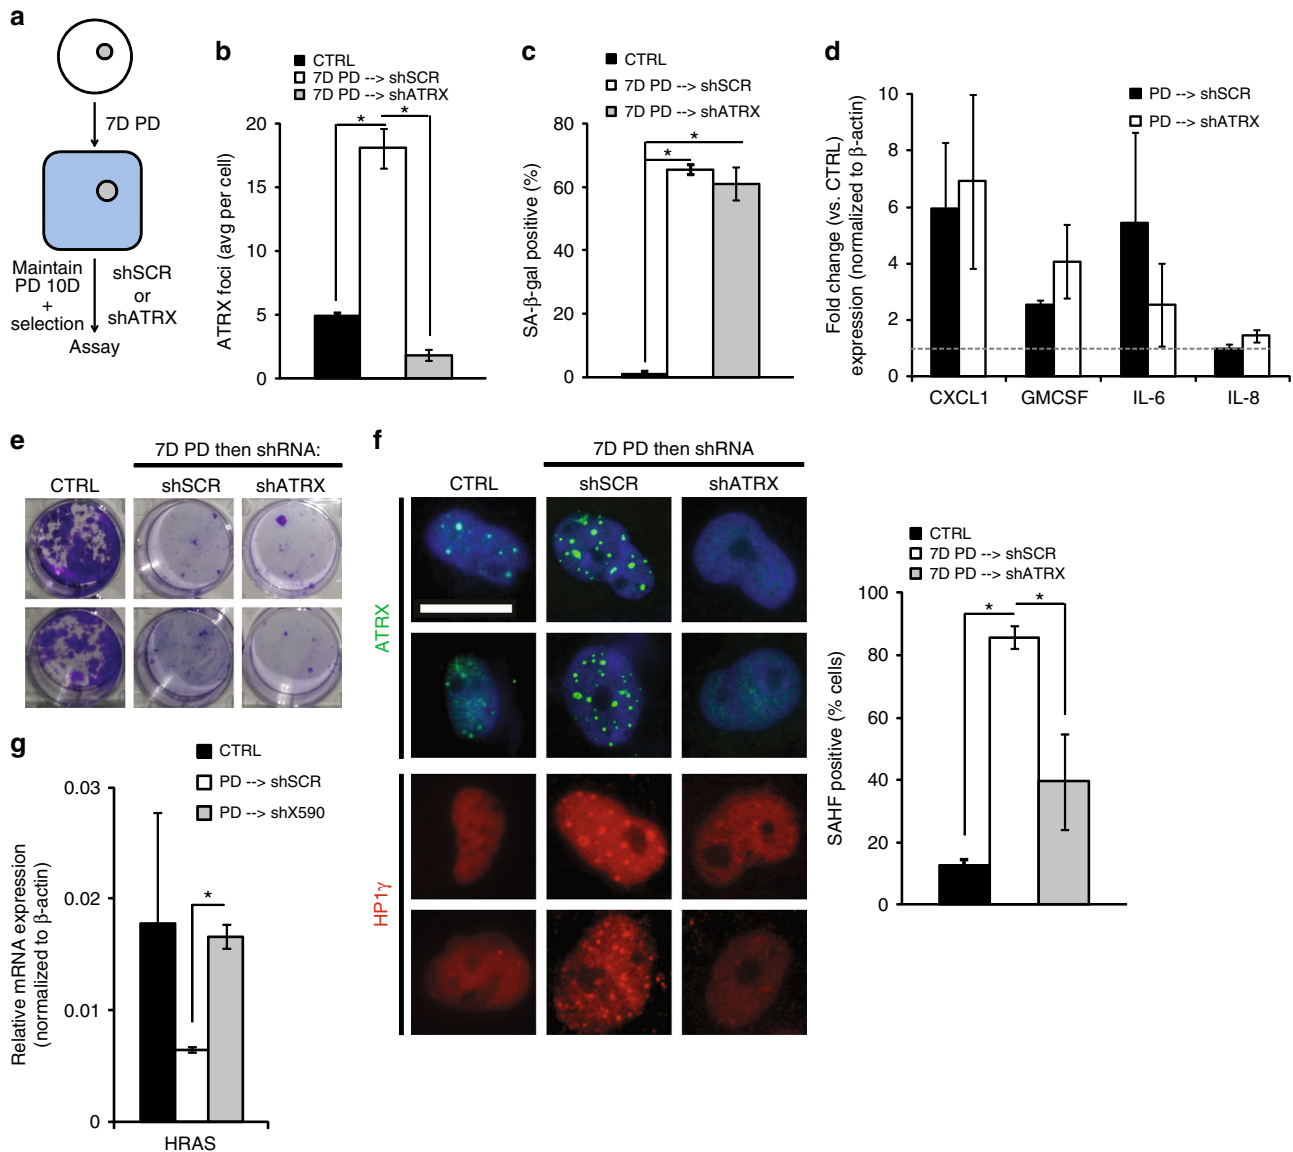 a
7D PD
Maintain
PD 10D
+
selection
shSCR
or
shATRX
Assay
b
CTRL
7D PD --> shSCR
7D PD --> shATRX
ATRX foci (avg per cell)
20
15
10
5
0
*
*
c
CTRL
7D PD --> shSCR
7D PD --> shATRX
SA-β-gal positive (%)
80
60
40
20
0
*
*
d
PD --> shSCR
PD --> shATRX
Fold change (vs. CTRL)
expression (normalized to β-actin)
10
8
6
4
2
0
CXCL1 GMCSF IL-6 IL-8
e
7D PD then shRNA:
CTRL shSCR shATRX
f
7D PD then shRNA
CTRL shSCR shATRX
ATRX
HP1γ
CTRL
7D PD --> shSCR
7D PD --> shATRX
SAHF positive (% cells)
100
80
60
40
20
0
*
*
g
CTRL
PD --> shSCR
PD --> shX590
Relative mRNA expression
(normalized to β-actin)
0.03
0.02
0.01
0
*
HRAS